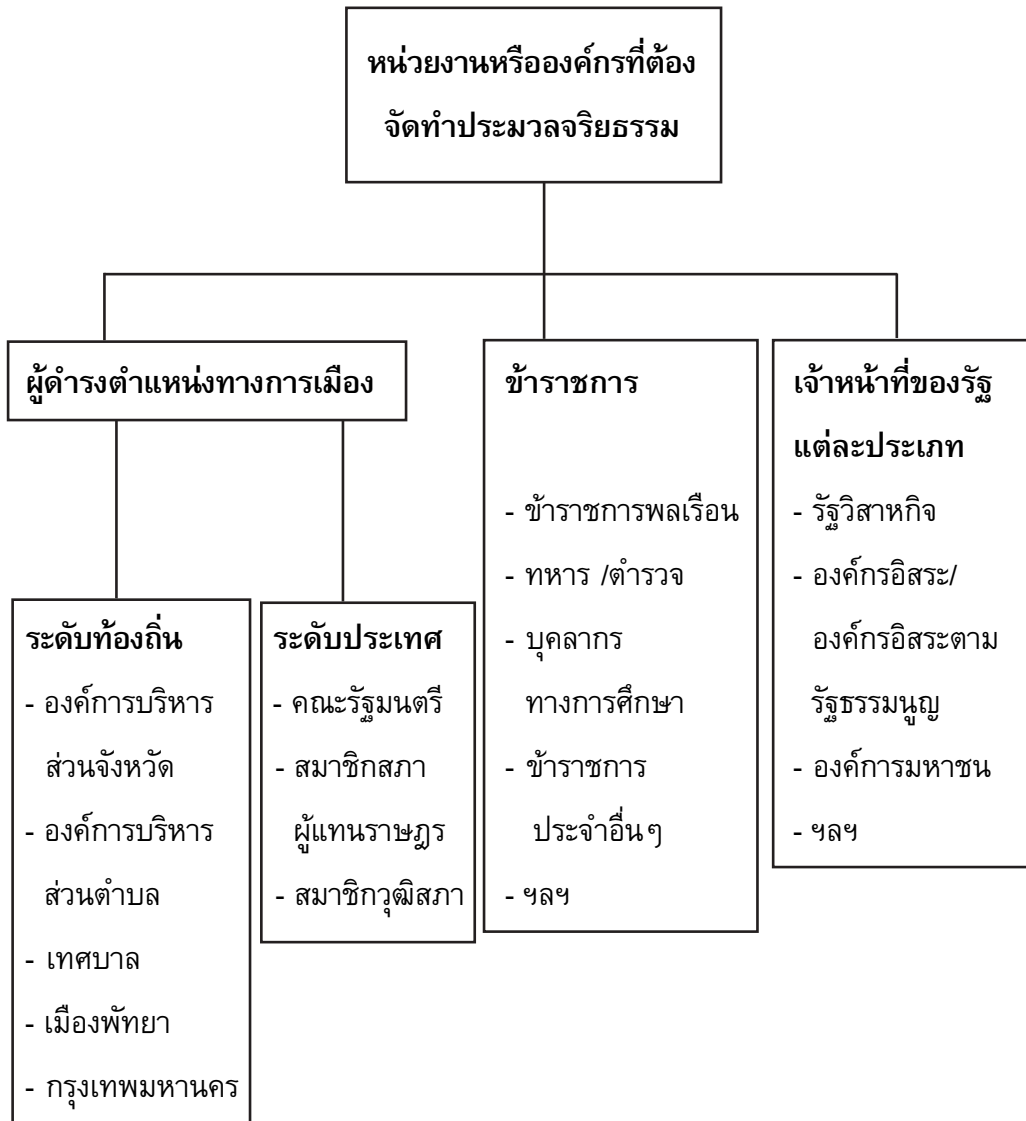 หน่วยงานหรือองค์กรที่ต้อง
จัดทำประมวลจริยธรรม
ผู้ดำรงตำแหน่งทางการเมือง
ระดับท้องถิ่น
- องค์การบริหาร
ส่วนจังหวัด
- องค์การบริหาร
ส่วนตำบล
- เทศบาล
- เมืองพัทยา
- กรุงเทพมหานคร
ระดับประเทศ
- คณะรัฐมนตรี
- สมาชิกสภา
ผู้แทนราษฎร
- สมาชิกวุฒิสภา
ข้าราชการ
- ข้าราชการพลเรือน
- ทหาร /ตำรวจ
- บุคลากร
ทางการศึกษา
- ข้าราชการ
ประจำอื่นๆ
- ฯลฯ
เจ้าหน้าที่ของรัฐ
แต่ละประเภท
- รัฐวิสาหกิจ
- องค์กรอิสระ/
องค์กรอิสระตาม
รัฐธรรมนูญ
- องค์การมหาชน
- ฯลฯ